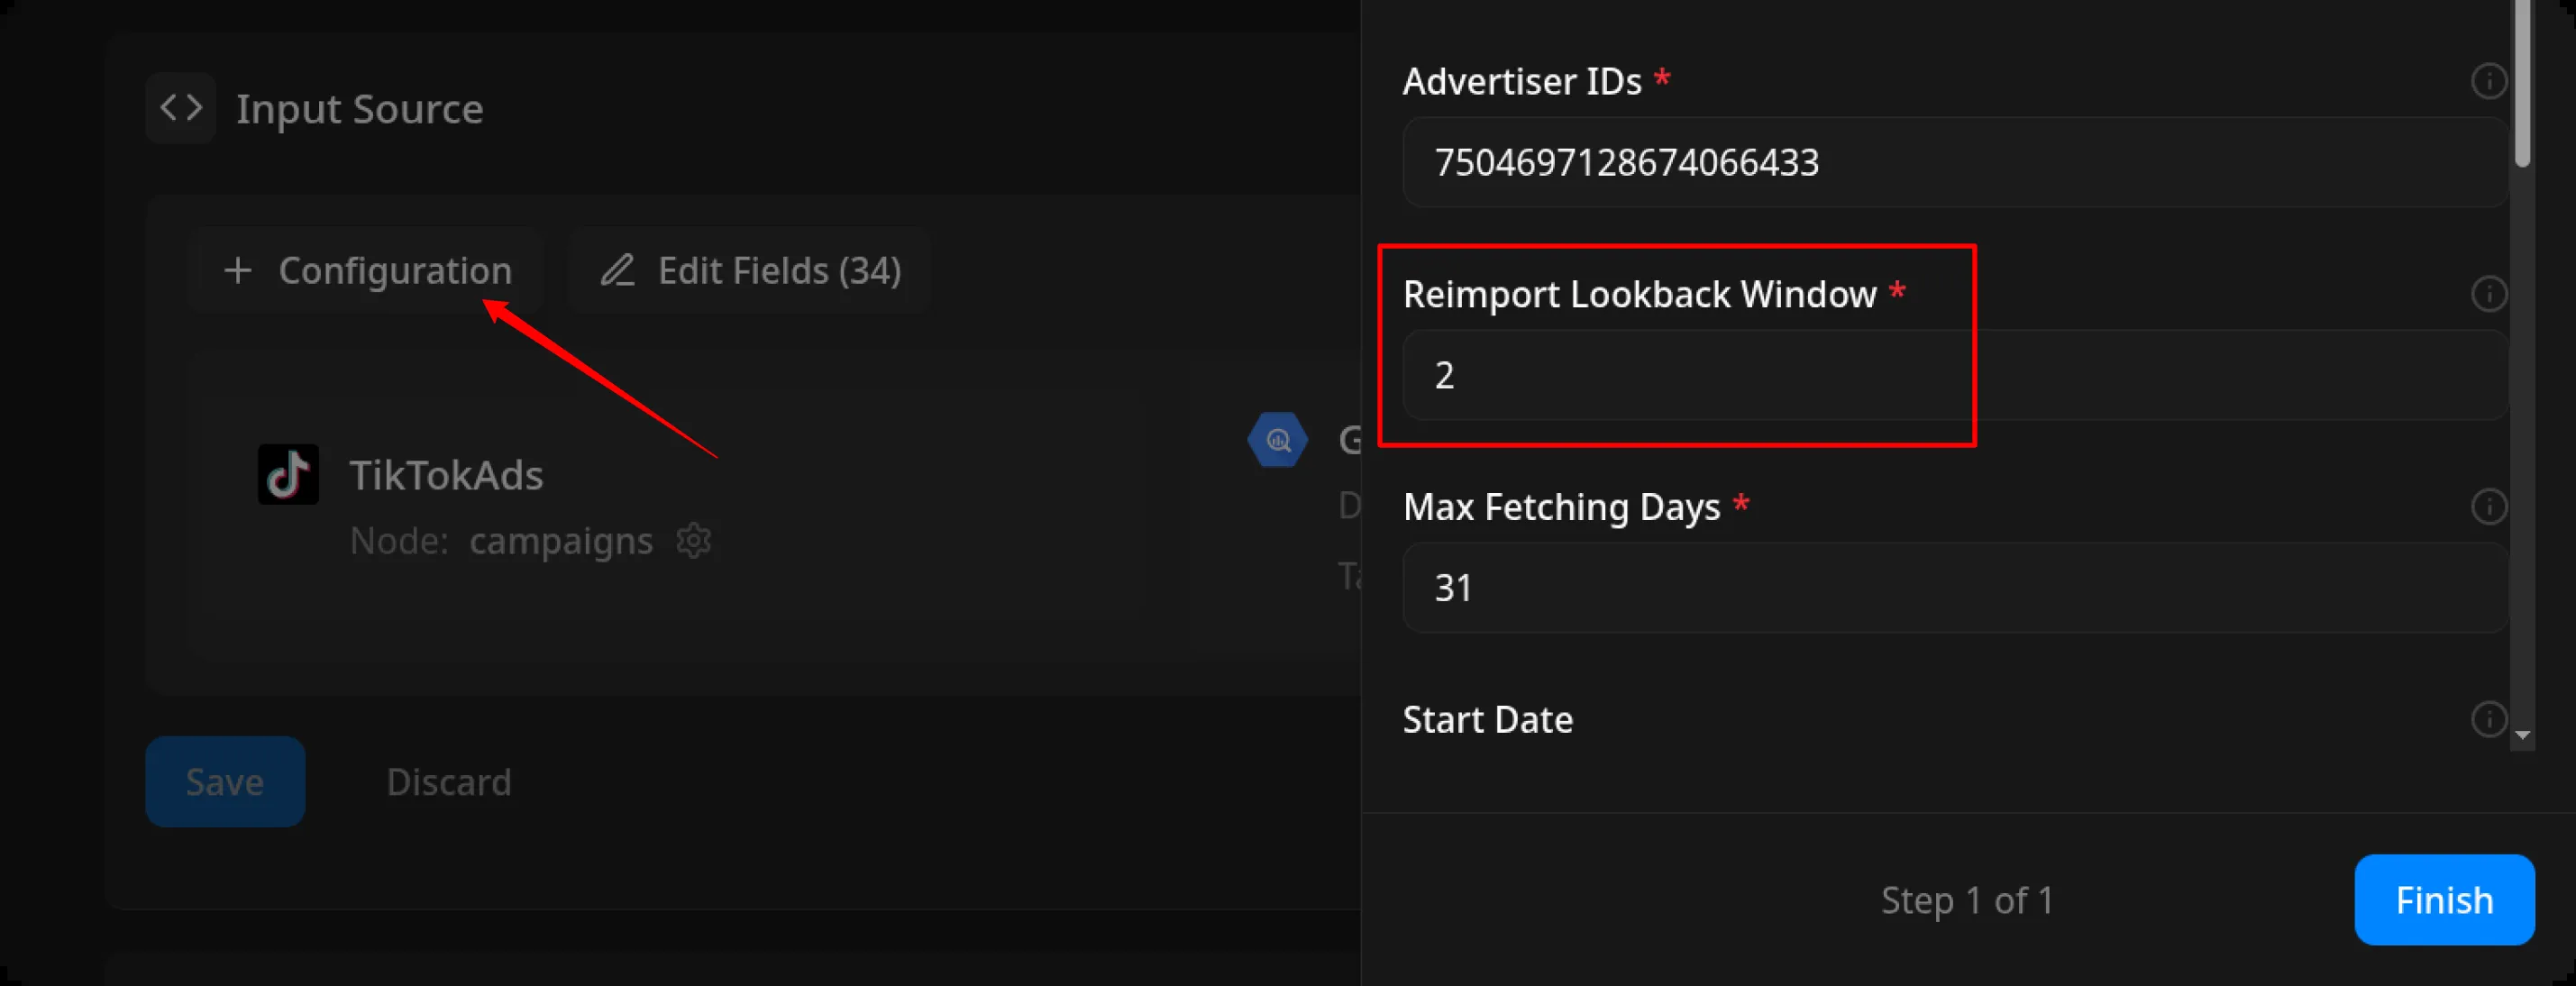 Input Source
Configuration
Edit Fields (34)
TikTokAds
Node: campaigns
G
D
Ta
Save
Discard
Advertiser IDs *
7504697128674066433
Reimport Lookback Window *
2
Max Fetching Days *
31
Start Date
Step 1 of 1
Finish